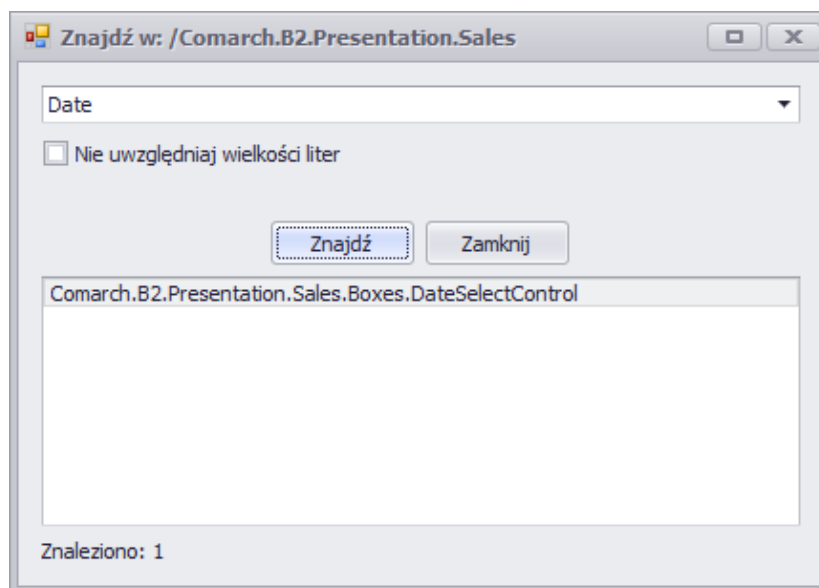 Znajdź w: /Comarch.B2.Presentation.Sales
Date
Nie uwzględniaj wielkości liter
Znajdź Zamknij
Comarch.B2.Presentation.Sales.Boxes.DateSelectControl
Znaleziono: 1